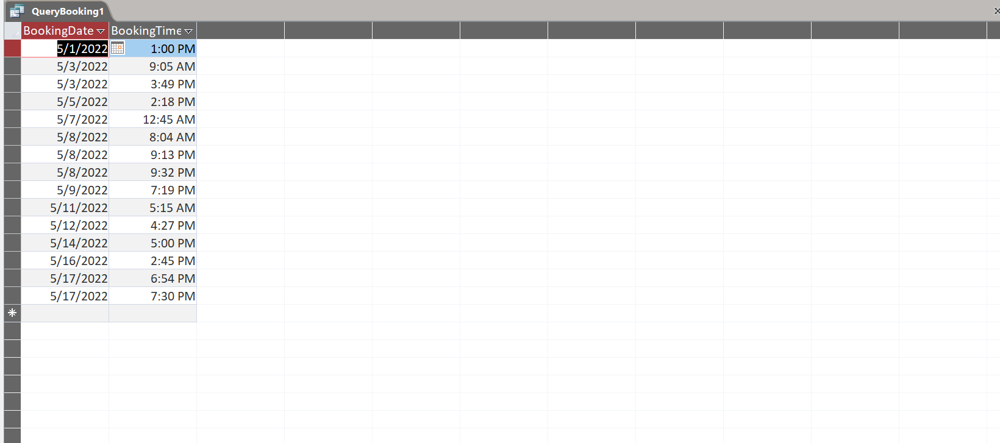 QueryBooking1
BookingDate BookingTime
5/1/2022 1:00 PM
5/3/2022 9:05 AM
5/3/2022 3:49 PM
5/5/2022 2:18 PM
5/7/2022 12:45 AM
5/8/2022 8:04 AM
5/8/2022 9:13 PM
5/8/2022 9:32 PM
5/9/2022 7:19 PM
5/11/2022 5:15 AM
5/12/2022 4:27 PM
5/14/2022 5:00 PM
5/16/2022 2:45 PM
5/17/2022 6:54 PM
5/17/2022 7:30 PM